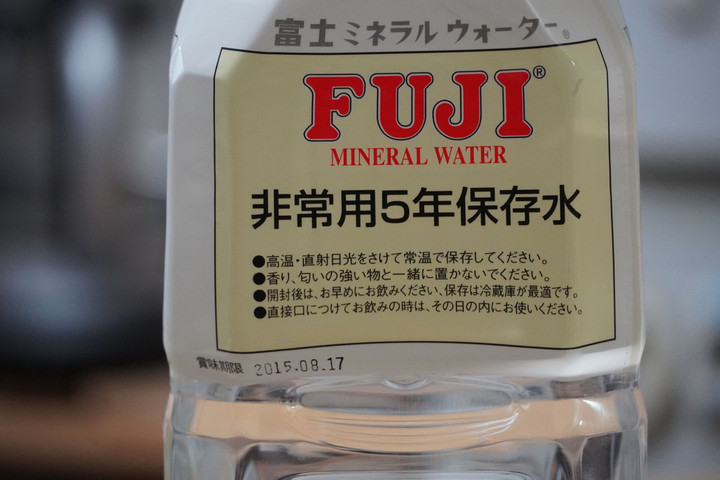 富士ミネラルウォーター®
FUJI®
MINERAL WATER
非常用5年保存水
●高温・直射日光をさけて常温で保存してください。
●香り、匂いの強い物と一緒に置かないでください。
●開封後は、お早めにお飲みください、保存は冷蔵庫が最適です。
●直接口につけてお飲みの時は、その日の内にお使いください。
賞味期限 2015.08.17